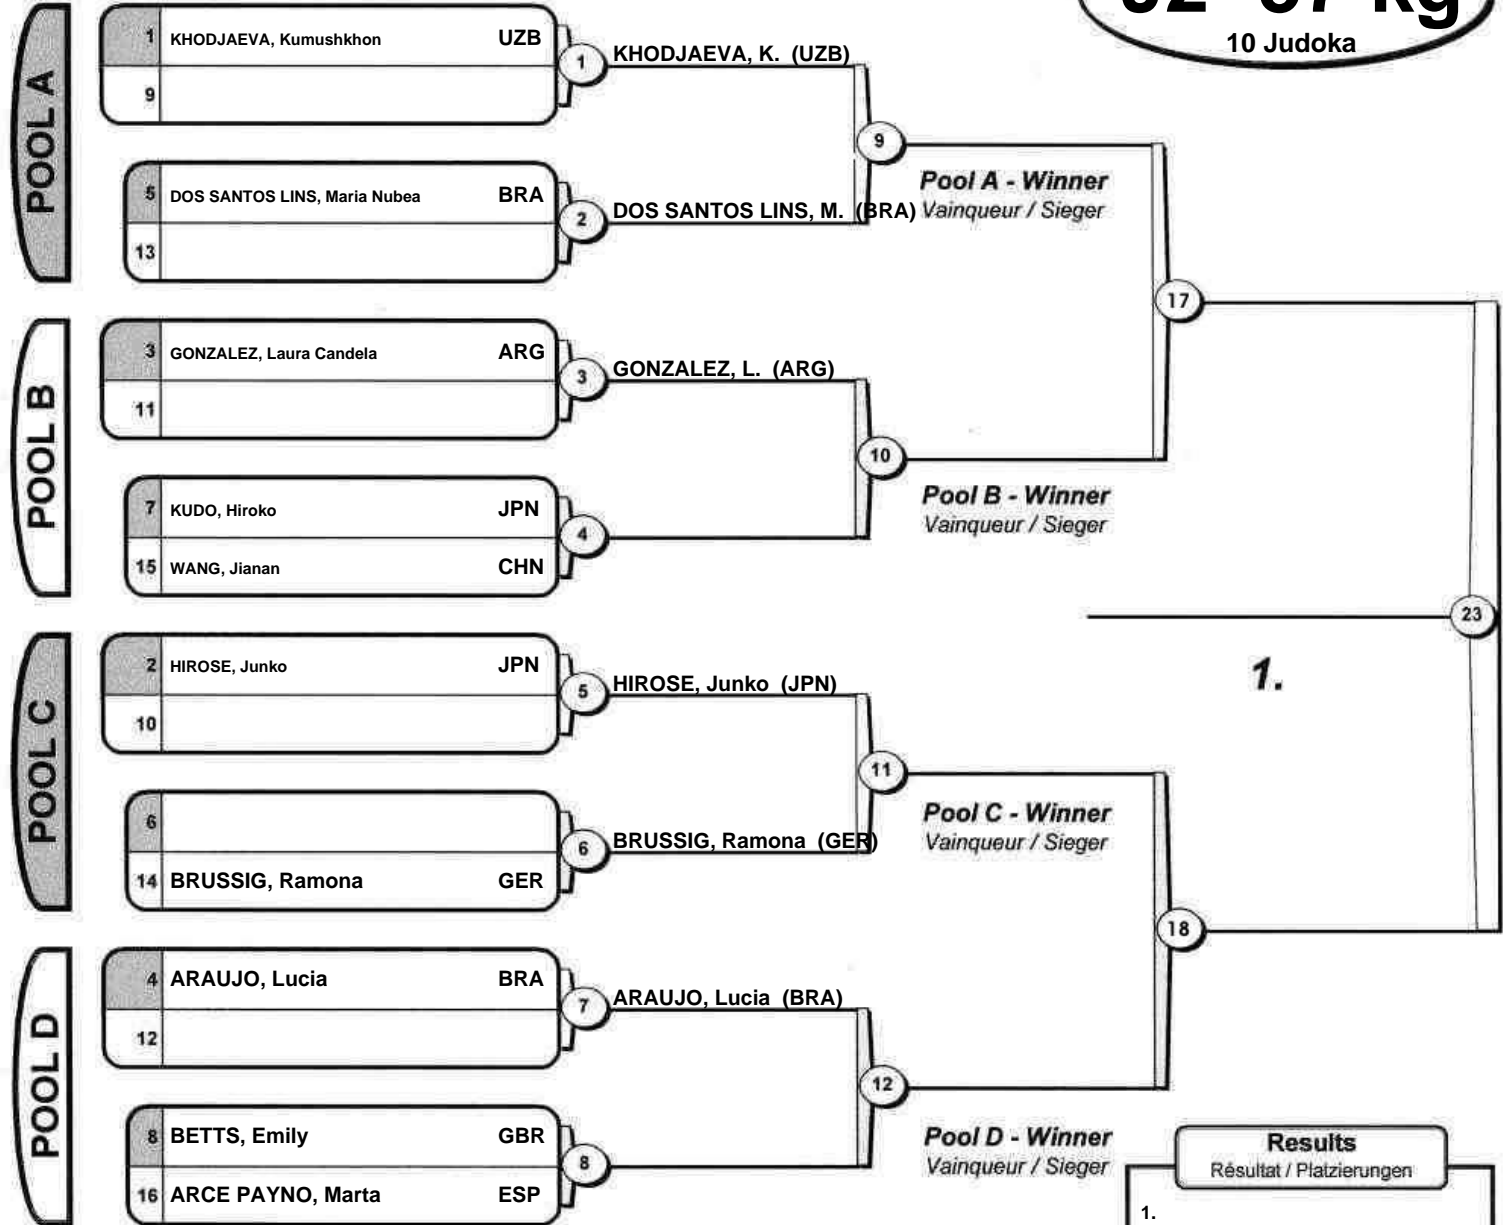 10 Judoka
POOL A
1 KHODJAEVA, Kumushkhon UZB
9
1 KHODJAEVA, K. (UZB)
5 DOS SANTOS LINS, Maria Nubea BRA
13
2 DOS SANTOS LINS, M. (BRA)
9
Pool A - Winner
Vainqueur / Sieger
POOL B
3 GONZALEZ, Laura Candela ARG
11
3 GONZALEZ, L. (ARG)
7 KUDO, Hiroko JPN
15 WANG, Jianan CHN
4
10
Pool B - Winner
Vainqueur / Sieger
17
POOL C
2 HIROSE, Junko JPN
10
5 HIROSE, Junko (JPN)
6
14 BRUSSIG, Ramona GER
6 BRUSSIG, Ramona (GER)
11
Pool C - Winner
Vainqueur / Sieger
POOL D
4 ARAUJO, Lucia BRA
12
7 ARAUJO, Lucia (BRA)
8 BETTS, Emily GBR
16 ARCE PAYNO, Marta ESP
8
12
Pool D - Winner
Vainqueur / Sieger
18
23
1.
Results
Résultat / Platzierungen
1.